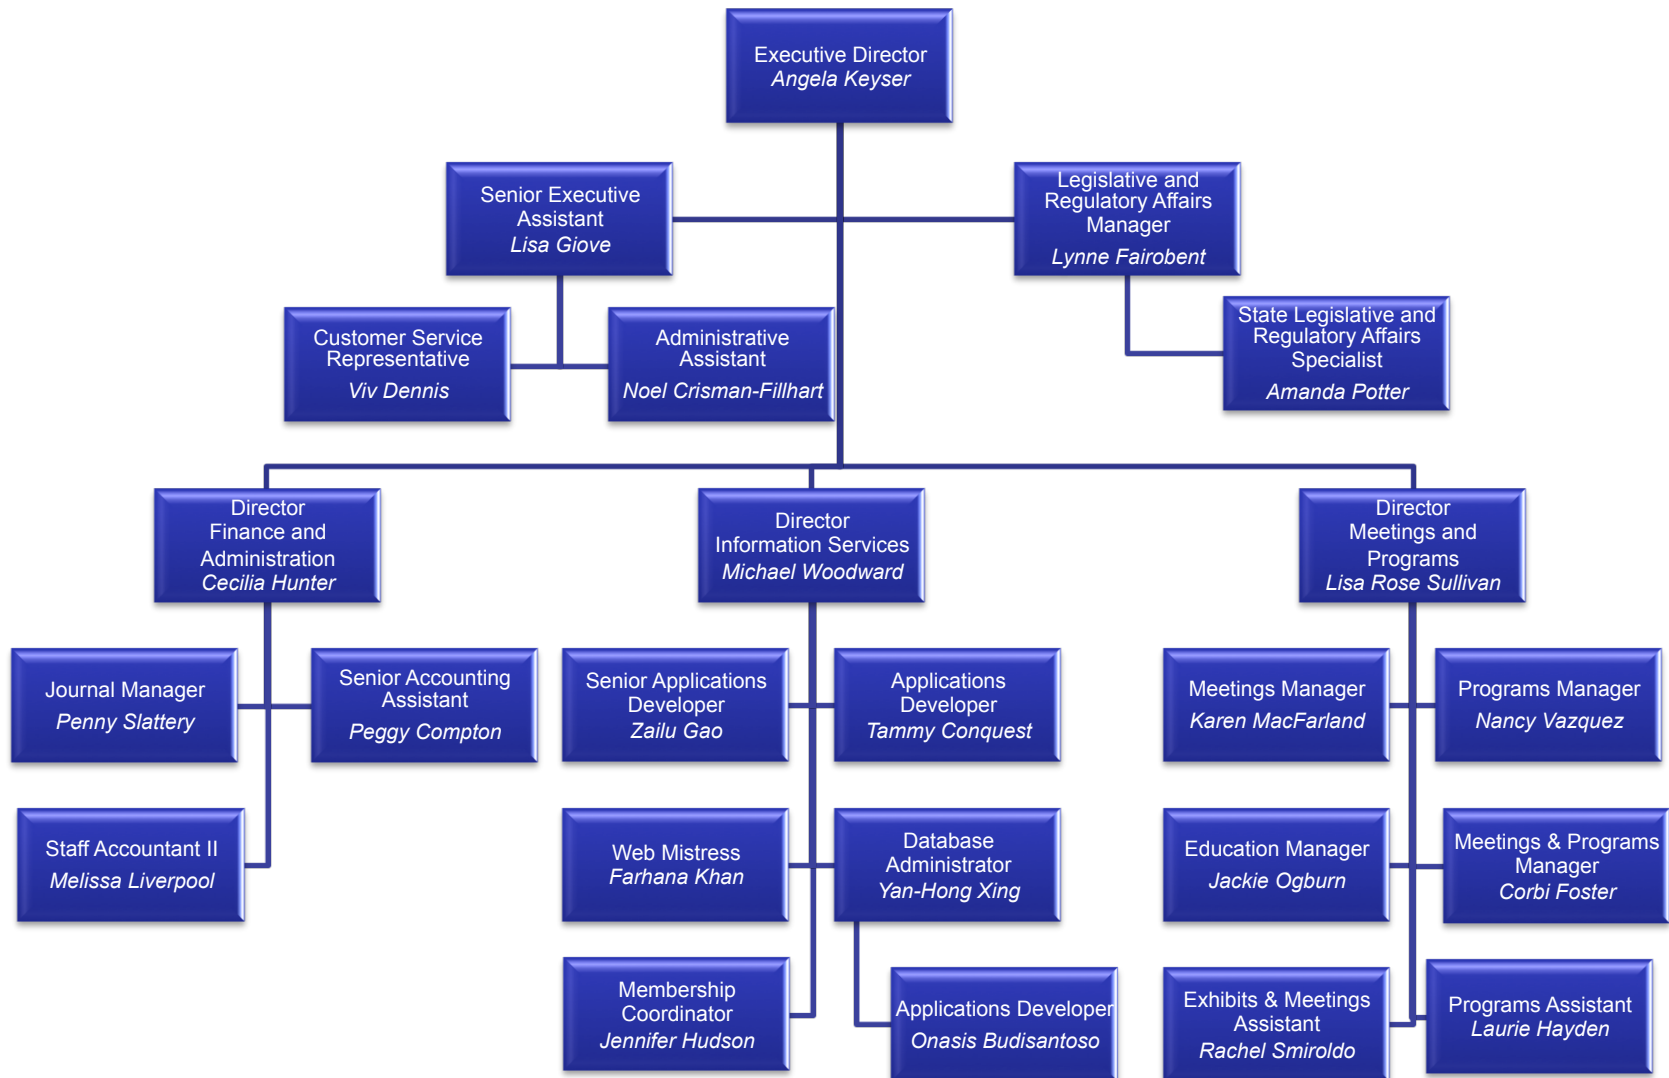 Executive Director
Angela Keyser
Senior Executive
Assistant
Lisa Giove
Legislative and
Regulatory Affairs
Manager
Lynne Fairobent
Customer Service
Representative
Viv Dennis
Administrative
Assistant
Noel Crisman-Fillhart
State Legislative and
Regulatory Affairs
Specialist
Amanda Potter
Director
Finance and
Administration
Cecilia Hunter
Director
Information Services
Michael Woodward
Director
Meetings and
Programs
Lisa Rose Sullivan
Journal Manager
Penny Slattery
Senior Accounting
Assistant
Peggy Compton
Senior Applications
Developer
Zailu Gao
Applications
Developer
Tammy Conquest
Meetings Manager
Karen MacFarland
Programs Manager
Nancy Vazquez
Staff Accountant II
Melissa Liverpool
Web Mistress
Farhana Khan
Database
Administrator
Yan-Hong Xing
Education Manager
Jackie Ogburn
Meetings & Programs
Manager
Corbi Foster
Membership
Coordinator
Jennifer Hudson
Applications Developer
Onasis Budisantoso
Exhibits & Meetings
Assistant
Rachel Smiroldo
Programs Assistant
Laurie Hayden